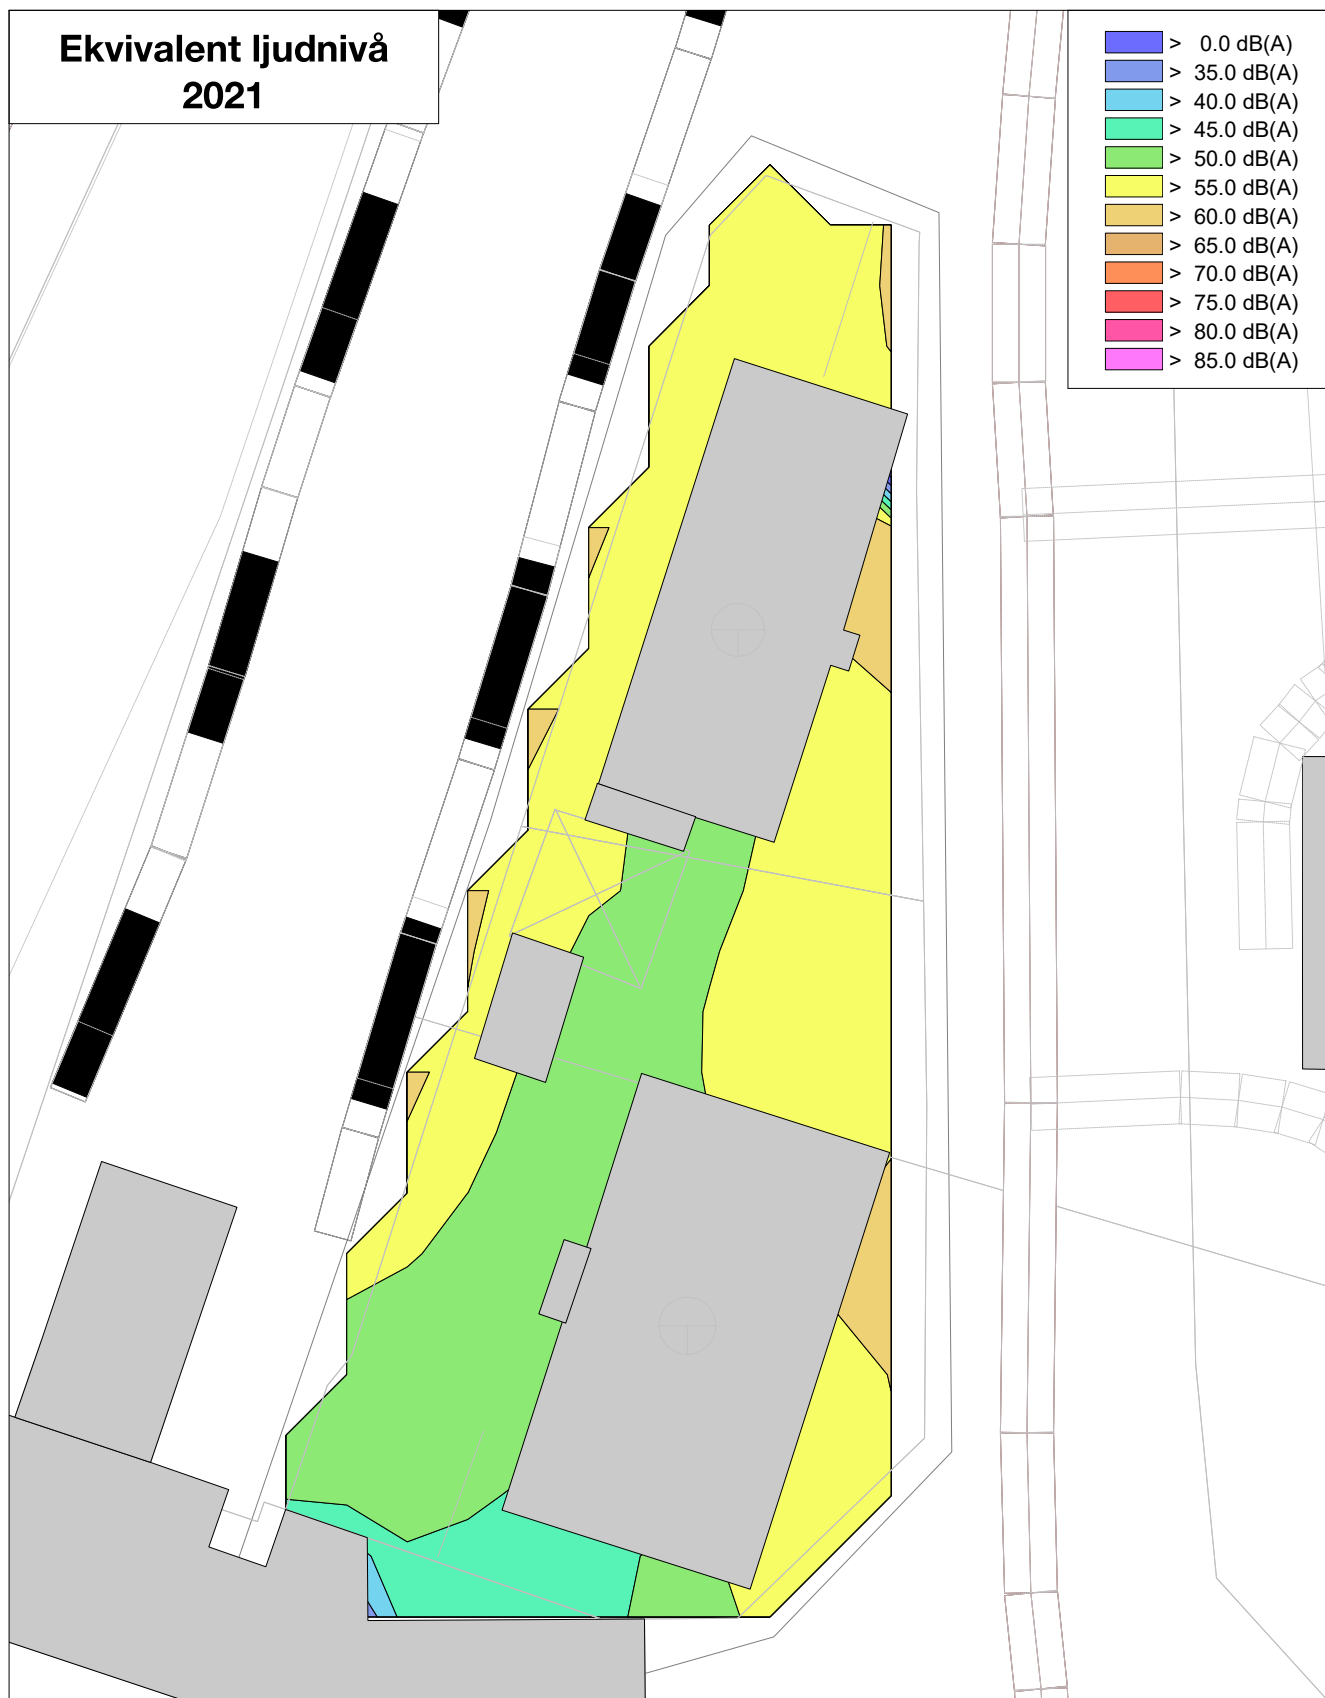 Ekvivalent ljudnivå
2021
> 0.0 dB(A)
> 35.0 dB(A)
> 40.0 dB(A)
> 45.0 dB(A)
> 50.0 dB(A)
> 55.0 dB(A)
> 60.0 dB(A)
> 65.0 dB(A)
> 70.0 dB(A)
> 75.0 dB(A)
> 80.0 dB(A)
> 85.0 dB(A)